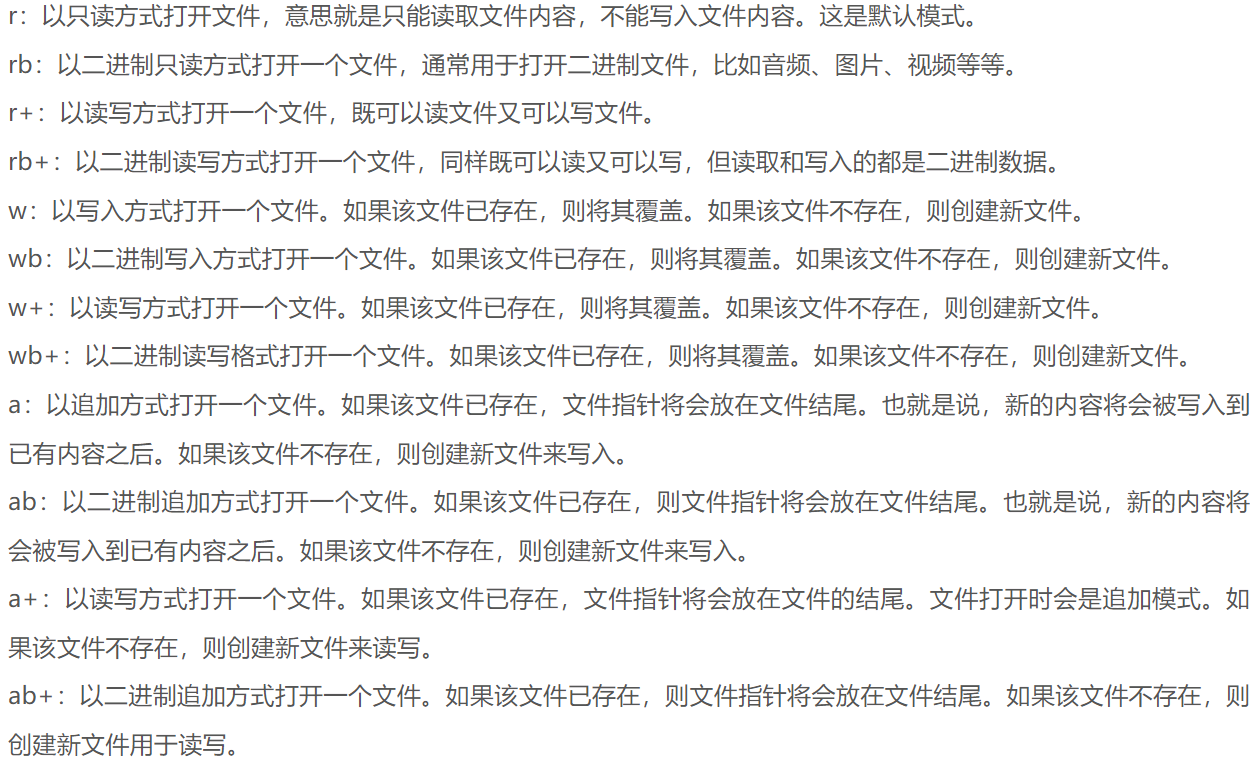 r：以只读方式打开文件，意思就是只能读取文件内容，不能写入文件内容。这是默认模式。
rb：以二进制只读方式打开一个文件，通常用于打开二进制文件，比如音频、图片、视频等等。
r+：以读写方式打开一个文件，既可以读文件又可以写文件。
rb+：以二进制读写方式打开一个文件，同样既可以读又可以写，但读取和写入的都是二进制数据。
w：以写入方式打开一个文件。如果该文件已存在，则将其覆盖。如果该文件不存在，则创建新文件。
wb：以二进制写入方式打开一个文件。如果该文件已存在，则将其覆盖。如果该文件不存在，则创建新文件。
w+：以读写方式打开一个文件。如果该文件已存在，则将其覆盖。如果该文件不存在，则创建新文件。
wb+：以二进制读写格式打开一个文件。如果该文件已存在，则将其覆盖。如果该文件不存在，则创建新文件。
a：以追加方式打开一个文件。如果该文件已存在，文件指针将会放在文件结尾。也就是说，新的内容将会被写入到
已有内容之后。如果该文件不存在，则创建新文件来写入。
ab：以二进制追加方式打开一个文件。如果该文件已存在，则文件指针将会放在文件结尾。也就是说，新的内容将
会被写入到已有内容之后。如果该文件不存在，则创建新文件来写入。
a+：以读写方式打开一个文件。如果该文件已存在，文件指针将会放在文件的结尾。文件打开时会是追加模式。如
果该文件不存在，则创建新文件来读写。
ab+：以二进制追加方式打开一个文件。如果该文件已存在，则文件指针将会放在文件结尾。如果该文件不存在，则
创建新文件用于读写。